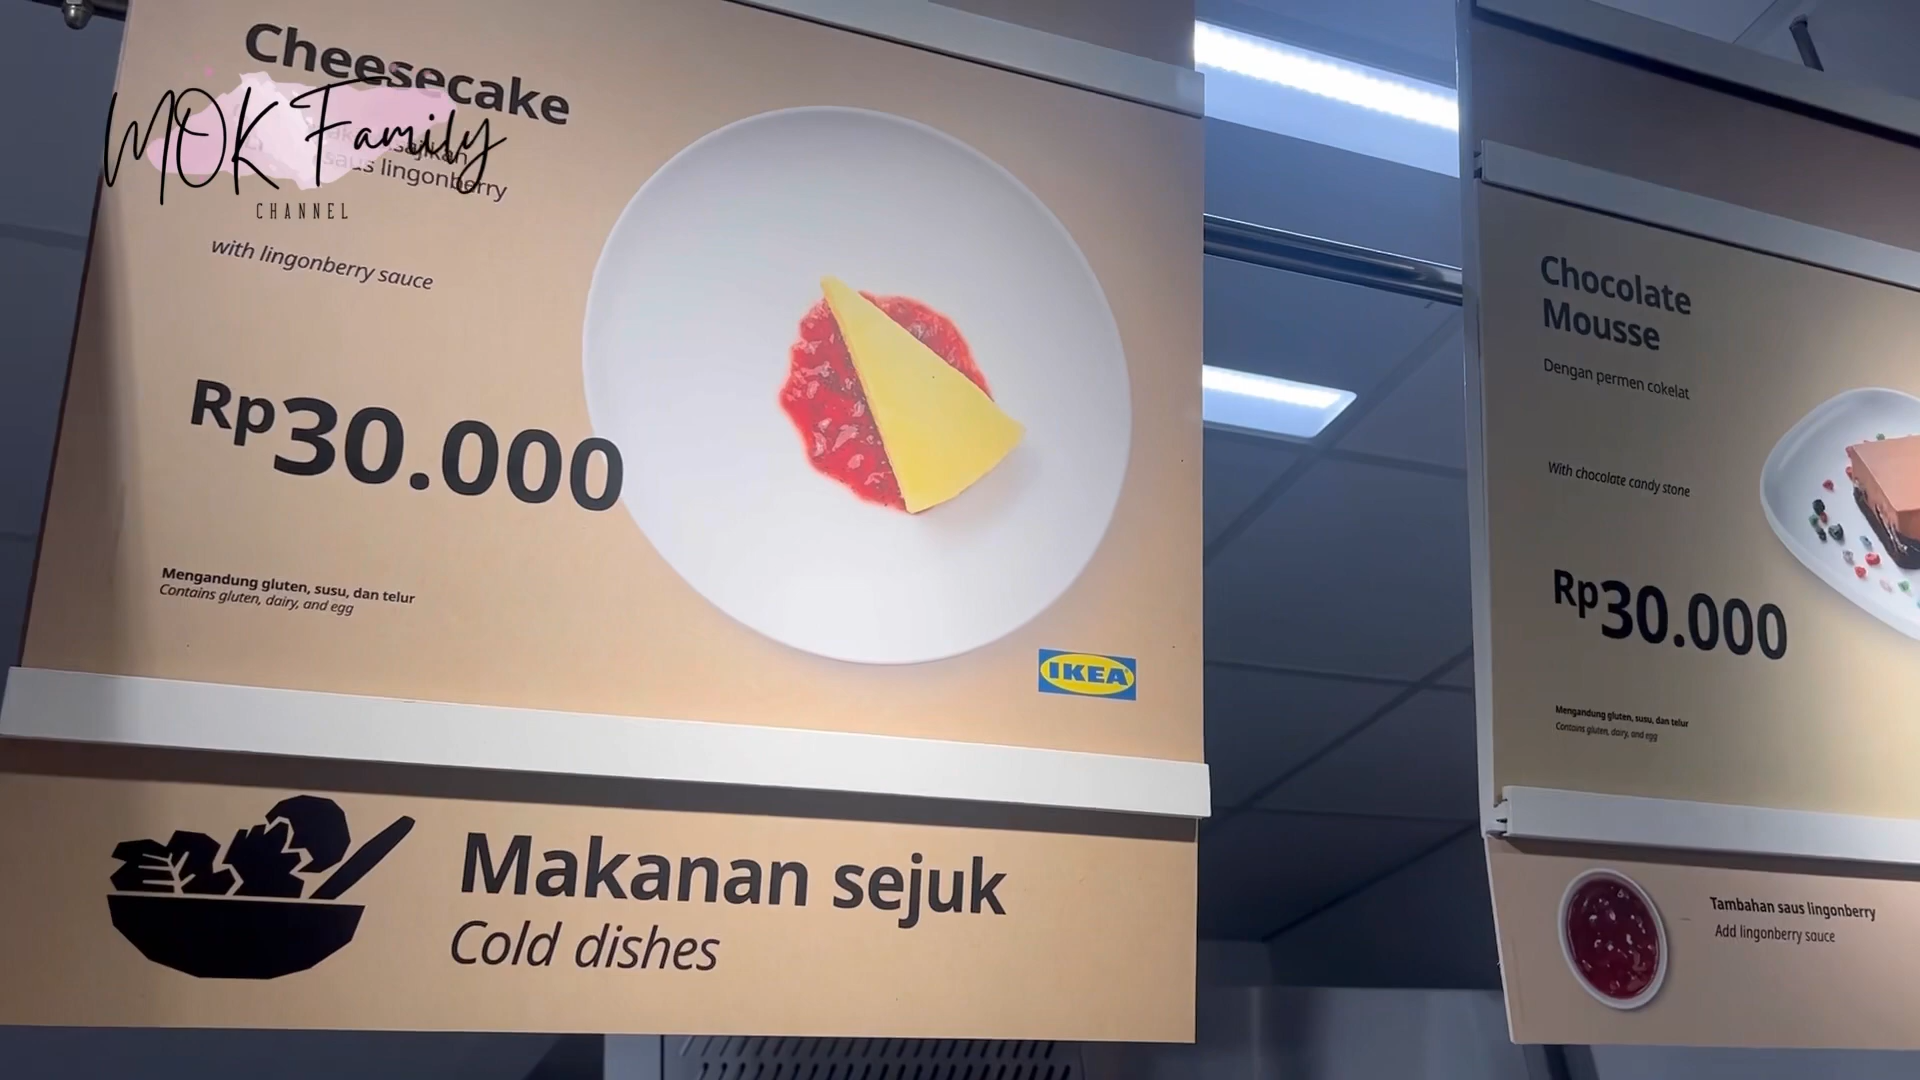 Cheesecake
MOK Family
CHANNEL
saus lingonberry
with lingonberry sauce
Rp30.000
Mengandung gluten, susu, dan telur
Contains gluten, dairy, and egg
IKEA
Makanan sejuk
Cold dishes
Chocolate
Mousse
Dengan permen cokelat
With chocolate candy stone
Rp30.000
Mengandung gluten, susu, dan telur
Contains gluten, dairy, and egg
Tambahan saus lingonberry
Add lingonberry sauce